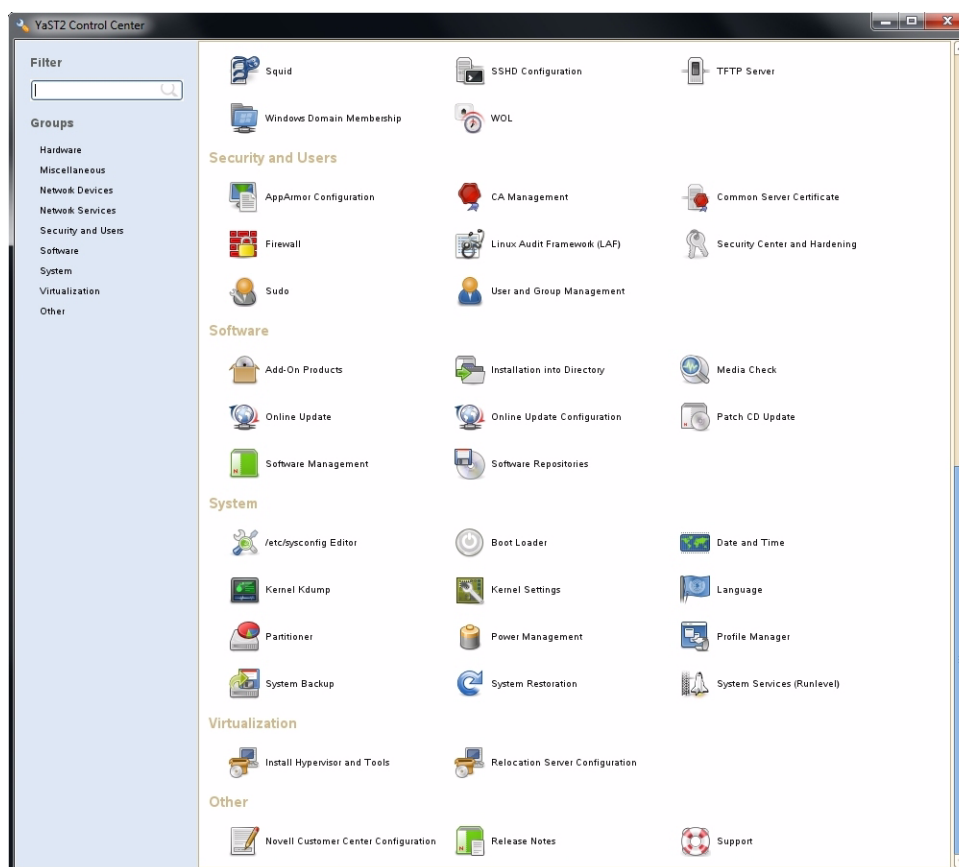 YaST2 Control Center
Filter
Groups
Hardware
Miscellaneous
Network Devices
Network Services
Security and Users
Software
System
Virtualization
Other
Squid
SSHD Configuration
TFTP Server
Windows Domain Membership
WOL
Security and Users
AppArmor Configuration
CA Management
Common Server Certificate
Firewall
Linux Audit Framework (LAF)
Security Center and Hardening
Sudo
User and Group Management
Software
Add-On Products
Installation into Directory
Media Check
Online Update
Online Update Configuration
Patch CD Update
Software Management
Software Repositories
System
/etc/sysconfig Editor
Boot Loader
Date and Time
Kernel Kdump
Kernel Settings
Language
Partitioner
Power Management
Profile Manager
System Backup
System Restoration
System Services (Runlevel)
Virtualization
Install Hypervisor and Tools
Relocation Server Configuration
Other
Novell Customer Center Configuration
Release Notes
Support